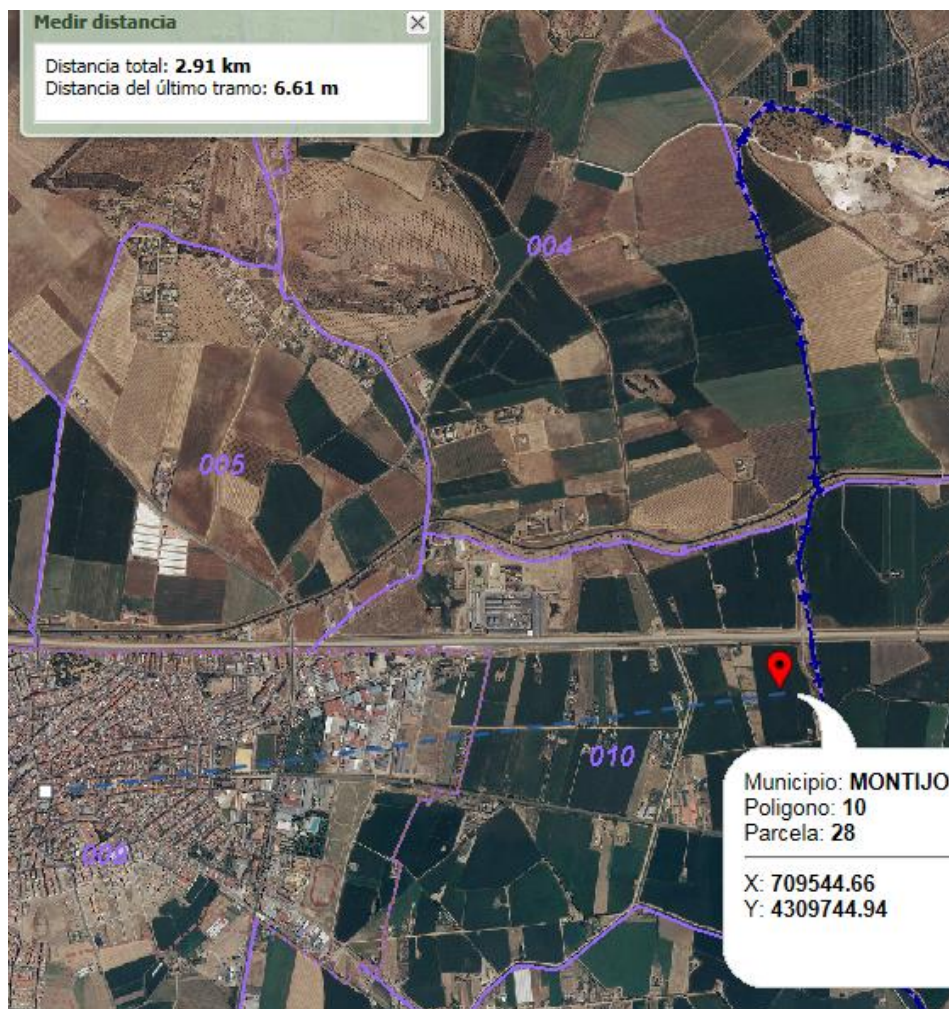 Medir distancia
Distancia total: 2.91 km
Distancia del último tramo: 6.61 m
004
005
010
009
Municipio: MONTIJO
Poligono: 10
Parcela: 28
X: 709544.66
Y: 4309744.94